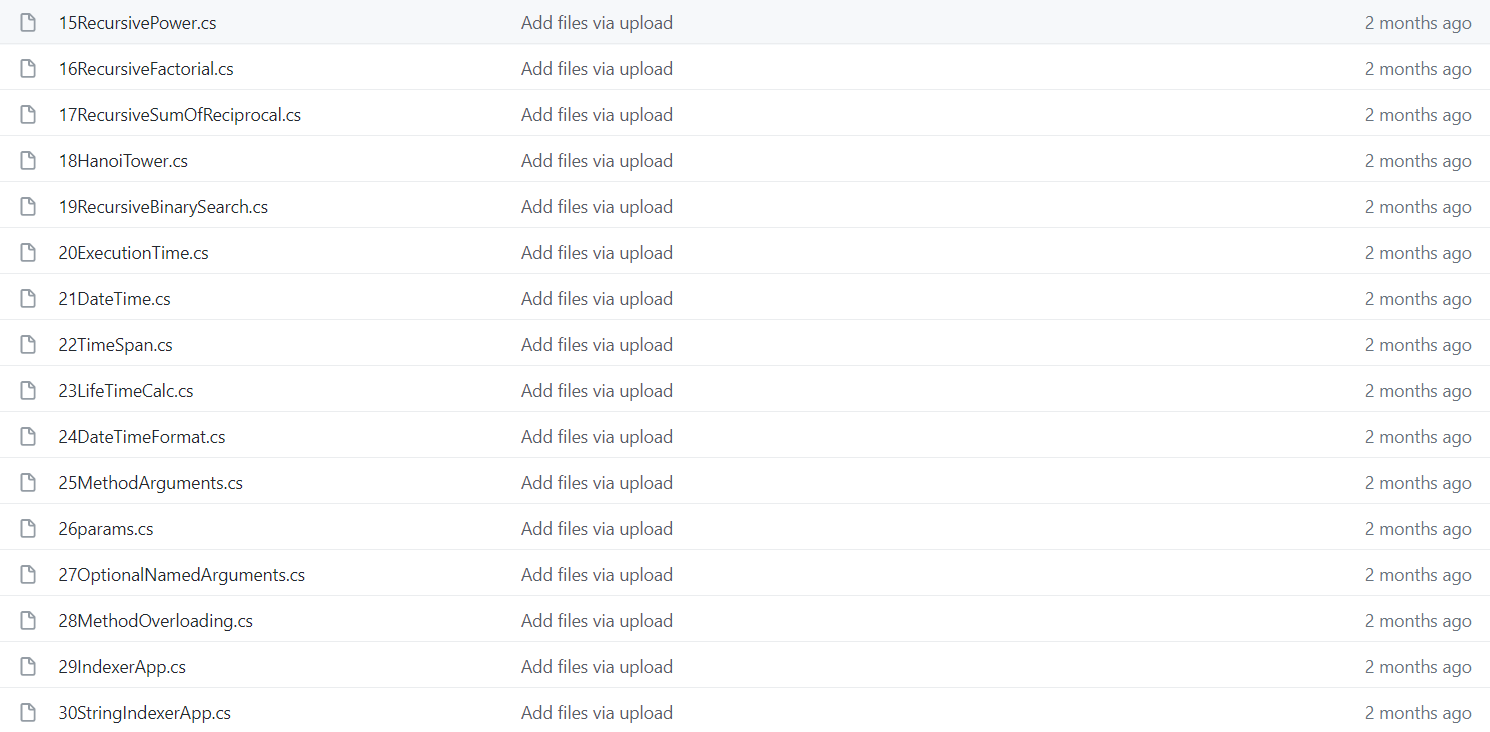 15RecursivePower.cs Add files via upload 2 months ago
16RecursiveFactorial.cs Add files via upload 2 months ago
17RecursiveSumOfReciprocal.cs Add files via upload 2 months ago
18HanoiTower.cs Add files via upload 2 months ago
19RecursiveBinarySearch.cs Add files via upload 2 months ago
20ExecutionTime.cs Add files via upload 2 months ago
21DateTime.cs Add files via upload 2 months ago
22TimeSpan.cs Add files via upload 2 months ago
23LifeTimeCalc.cs Add files via upload 2 months ago
24DateTimeFormat.cs Add files via upload 2 months ago
25MethodArguments.cs Add files via upload 2 months ago
26params.cs Add files via upload 2 months ago
27OptionalNamedArguments.cs Add files via upload 2 months ago
28MethodOverloading.cs Add files via upload 2 months ago
29IndexerApp.cs Add files via upload 2 months ago
30StringIndexerApp.cs Add files via upload 2 months ago